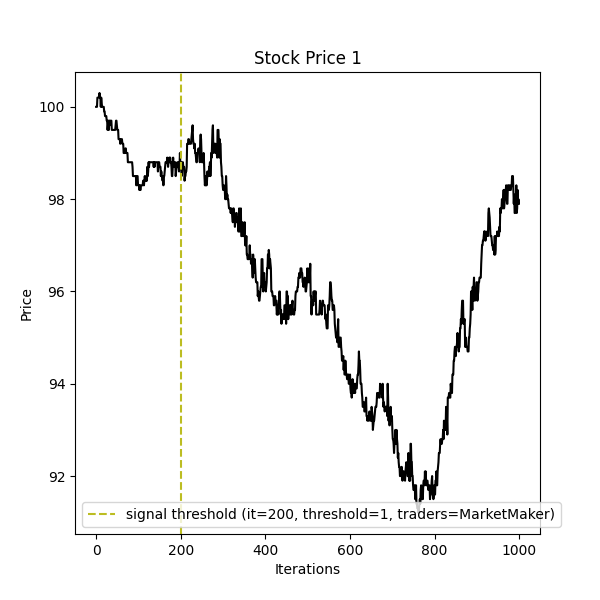 Stock Price 1
100
98
96
94
92
Price
signal threshold (it=200, threshold=1, traders=MarketMaker)
0
200
400
600
800
1000
Iterations